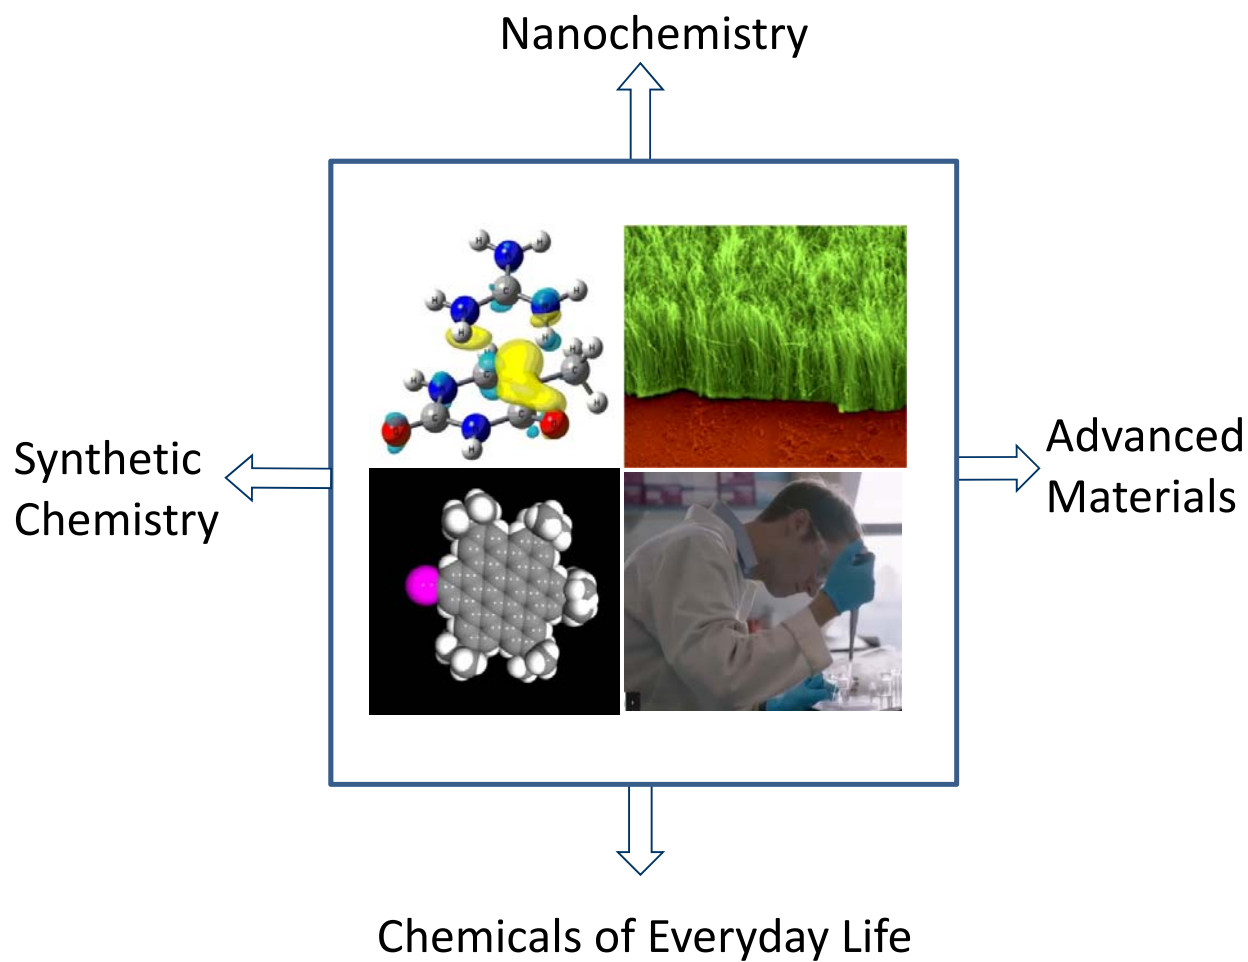 Nanochemistry
Synthetic
Chemistry
Advanced
Materials
Chemicals of Everyday Life